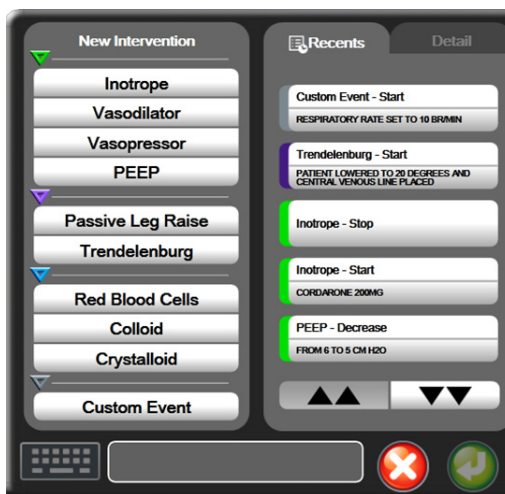 New Intervention
Inotrope
Vasodilator
Vasopressor
PEEP
Passive Leg Raise
Trendelenburg
Red Blood Cells
Colloid
Crystalloid
Custom Event
Recents
Detail
Custom Event - Start
RESPIRATORY RATE SET TO 10 BR/MIN
Trendelenburg - Start
PATIENT LOWERED TO 20 DEGREES AND
CENTRAL VENOUS LINE PLACED
Inotrope - Stop
Inotrope - Start
CORDARONE 200MG
PEEP - Decrease
FROM 6 TO 5 CM H2O